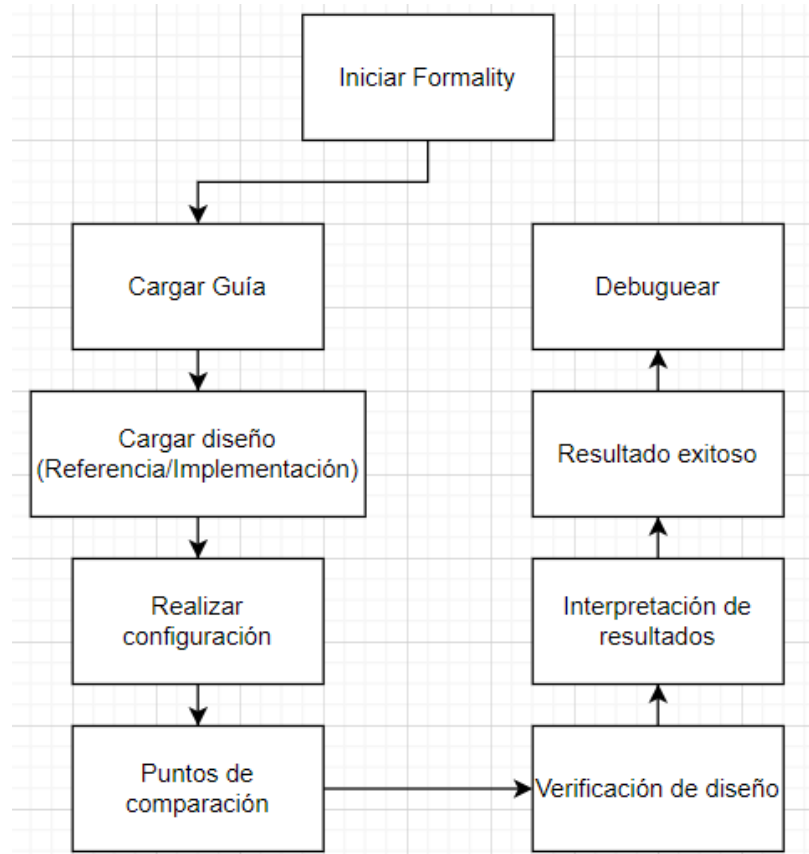 Iniciar Formality
Cargar Guía
Cargar diseño
(Referencia/Implementación)
Realizar
configuración
Puntos de
comparación
Verificación de diseño
Interpretación de
resultados
Resultado exitoso
Debuguear